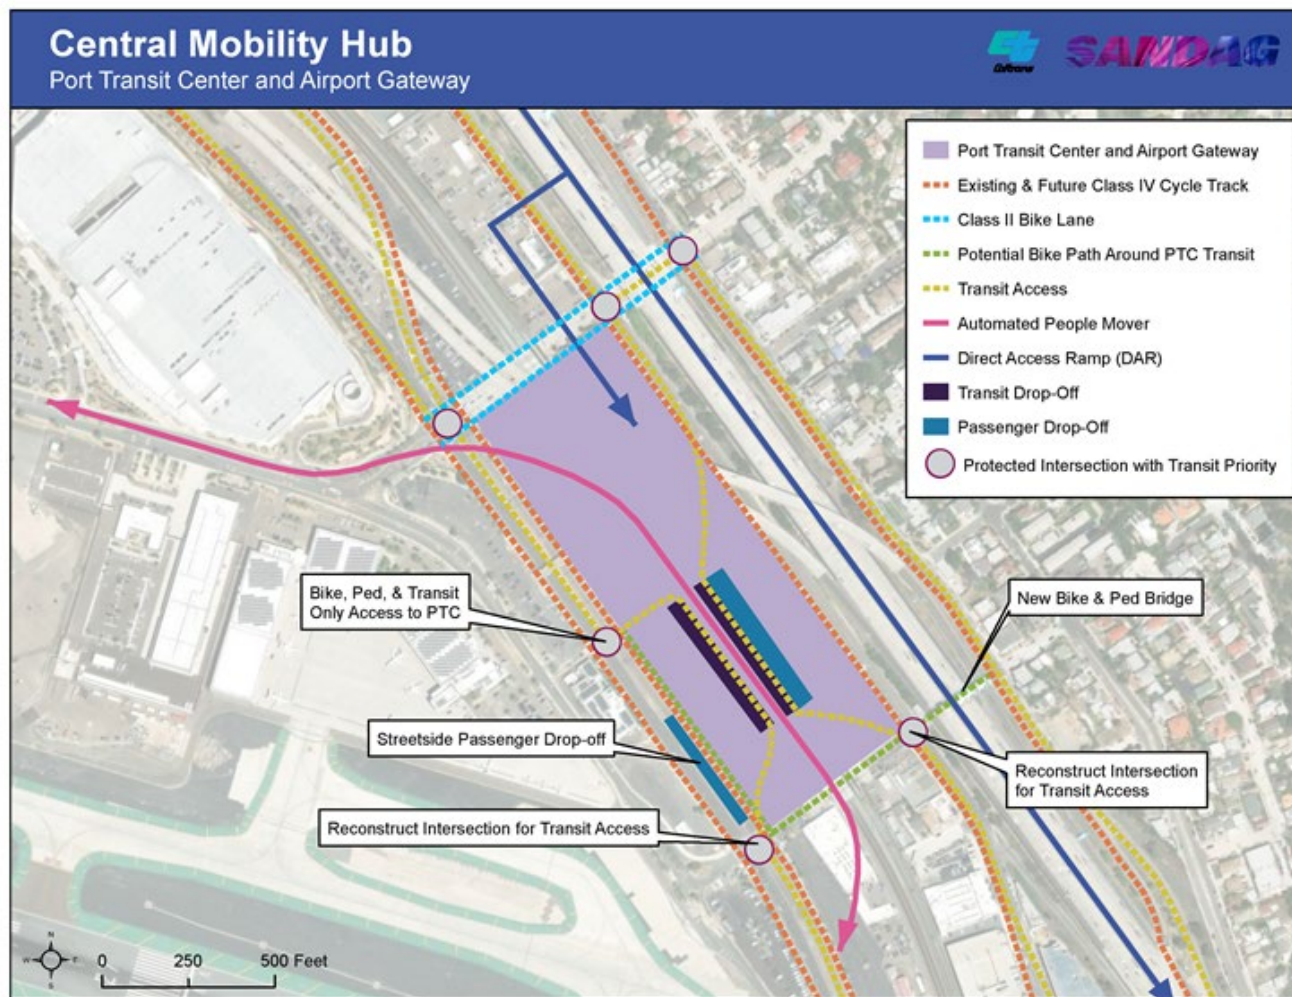 Central Mobility Hub
Port Transit Center and Airport Gateway
Caltrans
SANDAG
Port Transit Center and Airport Gateway
Existing & Future Class IV Cycle Track
Class II Bike Lane
Potential Bike Path Around PTC Transit
Transit Access
Automated People Mover
Direct Access Ramp (DAR)
Transit Drop-Off
Passenger Drop-Off
Protected Intersection with Transit Priority
Bike, Ped, & Transit
Only Access to PTC
New Bike & Ped Bridge
Streetside Passenger Drop-off
Reconstruct Intersection
for Transit Access
Reconstruct Intersection for Transit Access
N
W E
S
0 250 500 Feet